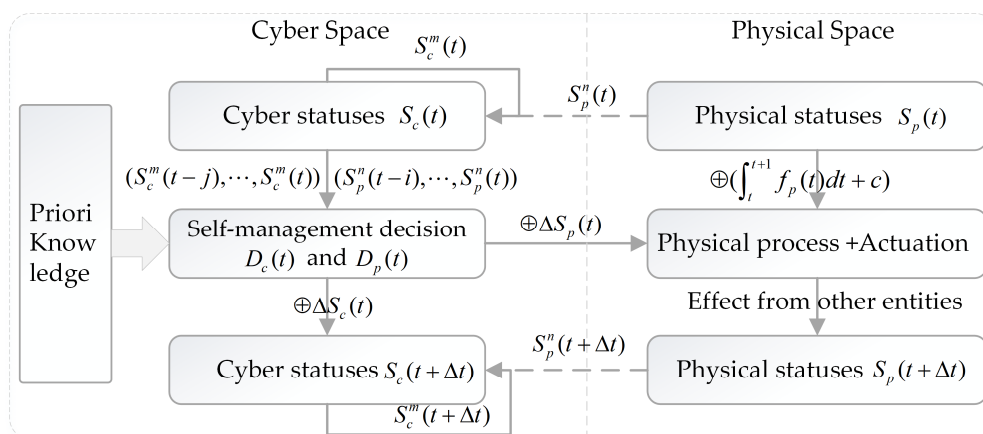 Cyber Space
Physical Space
S_c^m(t)
S_p^n(t)
Cyber statuses S_c(t)
Physical statuses S_p(t)
(S_c^m(t−j),⋯,S_c^m(t)) (S_p^n(t−i),⋯,S_p^n(t))
⊕(∫_t^{t+1} f_p(t)dt+c)
Priori
Know
ledge
Self-management decision
D_c(t) and D_p(t)
⊕ΔS_p(t)
Physical process +Actuation
⊕ΔS_c(t)
Effect from other entities
S_p^n(t+Δt)
Cyber statuses S_c(t+Δt)
Physical statuses S_p(t+Δt)
S_c^m(t+Δt)